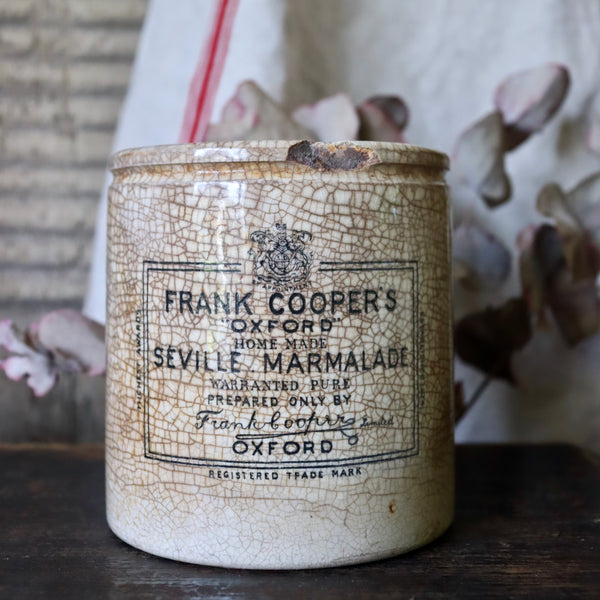 FRANK COOPER'S
"OXFORD"
HOME MADE
SEVILLE MARMALADE
WARRANTED PURE
PREPARED ONLY BY
Frank Cooper Limited
OXFORD
REGISTERED TRADE MARK